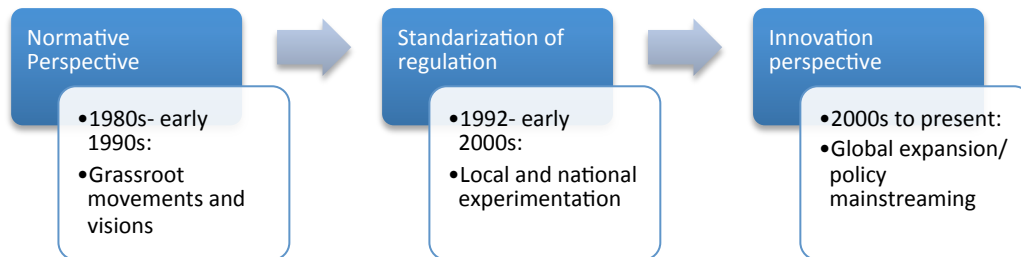 Normative
Perspective
•1980s- early
1990s:
•Grassroot
movements and
visions
Standarization of
regulation
•1992- early
2000s:
•Local and national
experimentation
Innovation
perspective
•2000s to present:
•Global expansion/
policy
mainstreaming